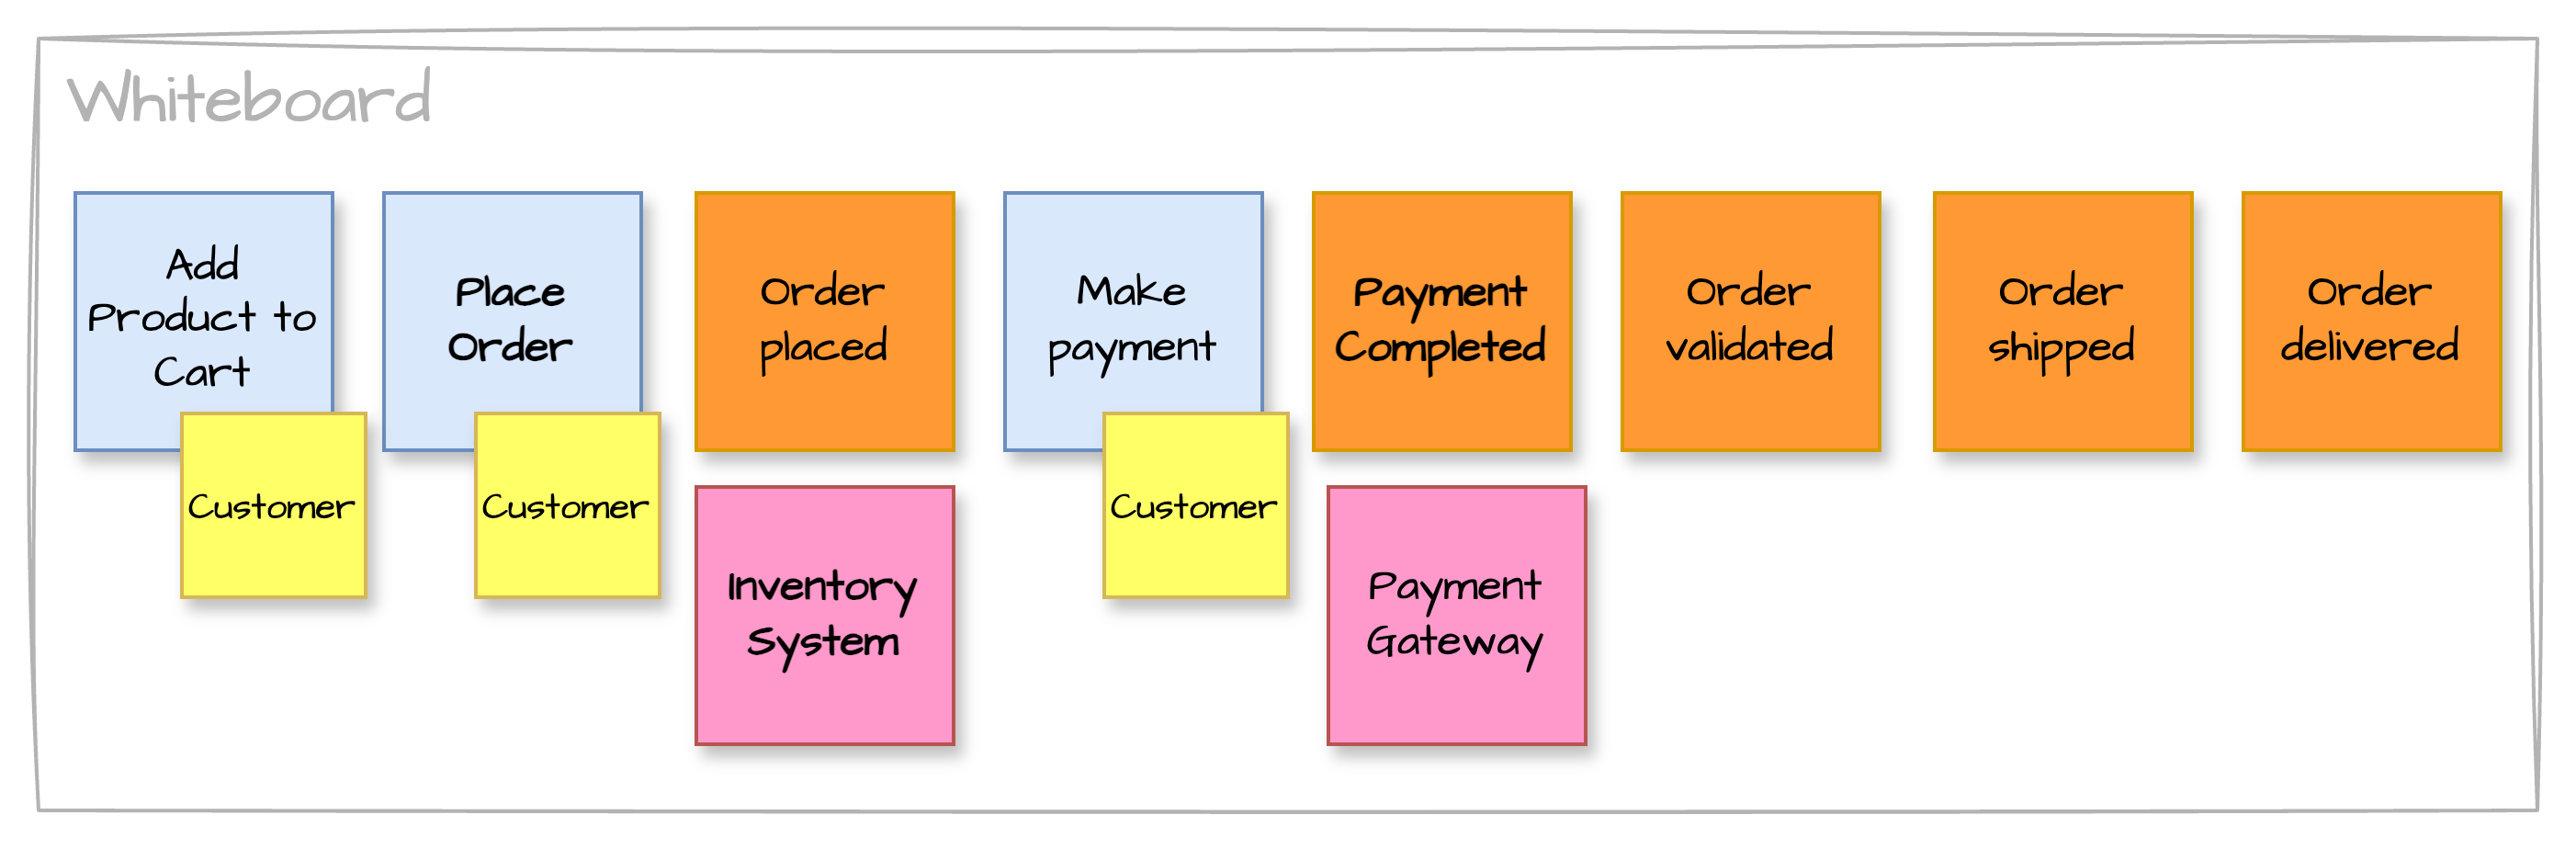 Whiteboard
Add
Product to
Cart
Customer
Place
Order
Customer
Order
placed
Inventory
System
Make
payment
Customer
Payment
Completed
Payment
Gateway
Order
validated
Order
shipped
Order
delivered